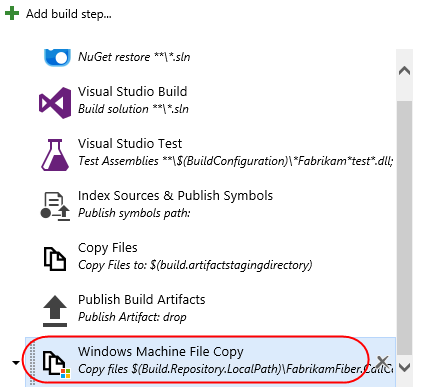 Add build step...
NuGet restore **\*.sln
Visual Studio Build
Build solution **\*.sln
Visual Studio Test
Test Assemblies **\$(BuildConfiguration)\*Fabrikam*test*.dll;
Index Sources & Publish Symbols
Publish symbols path:
Copy Files
Copy Files to: $(build.artifactstagingdirectory)
Publish Build Artifacts
Publish Artifact: drop
Windows Machine File Copy
Copy files $(Build.Repository.LocalPath)\FabrikamFiber.CallCe